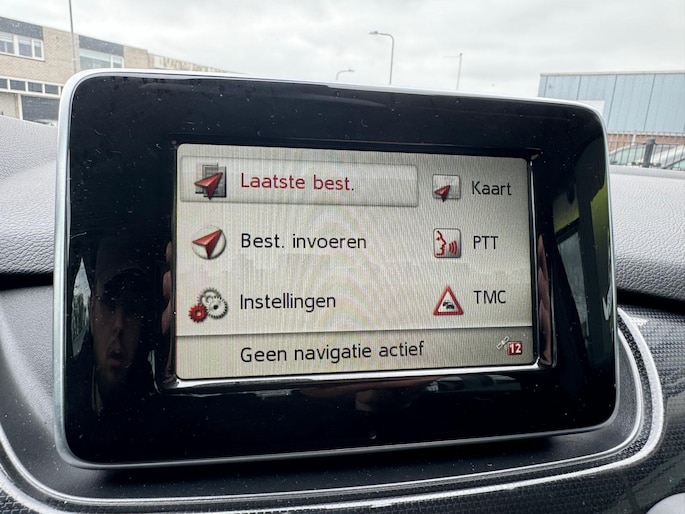 Laatste best.
Kaart
Best. invoeren
PTT
Instellingen
TMC
Geen navigatie actief
12